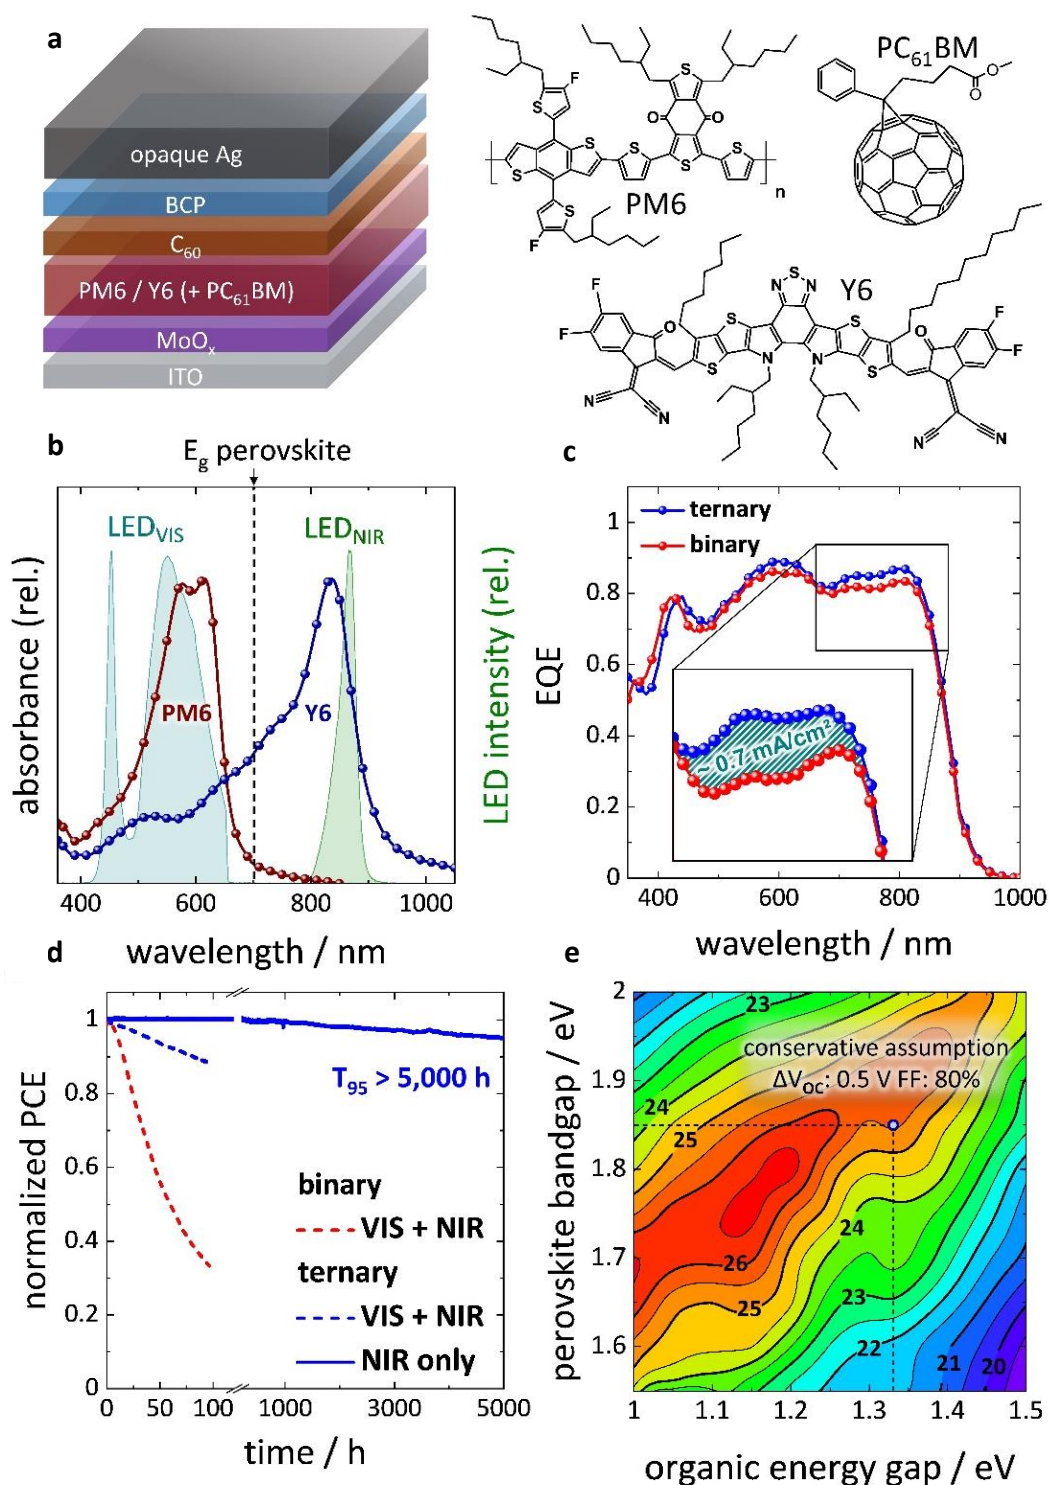 a
opaque Ag
BCP
C60
PM6 / Y6 (+ PC61BM)
MoOx
ITO
F
S
S
O
O
S
S
S
S
S
S
F
n
PM6
PC61BM
O
O
Y6
S
N N
F
F
O
S
S
N N
S
S
O
F
F
N
N
N
N
b
Eg perovskite
LEDVIS
LEDNIR
PM6
Y6
absorbance (rel.)
LED intensity (rel.)
400 600 800 1000
wavelength / nm
c
ternary
binary
~ 0.7 mA/cm²
EQE
1
0.8
0.6
0.4
0.2
0
400 600 800 1000
wavelength / nm
d
normalized PCE
1
0.8
0.6
0.4
0.2
0
T95 > 5,000 h
binary
VIS + NIR
ternary
VIS + NIR
NIR only
0 50 100 1000 3000 5000
time / h
e
perovskite bandgap / eV
2
1.9
1.8
1.7
1.6
23
24
25
conservative assumption
ΔVoc: 0.5 V FF: 80%
26
25
24
23
22
21
20
1 1.1 1.2 1.3 1.4 1.5
organic energy gap / eV